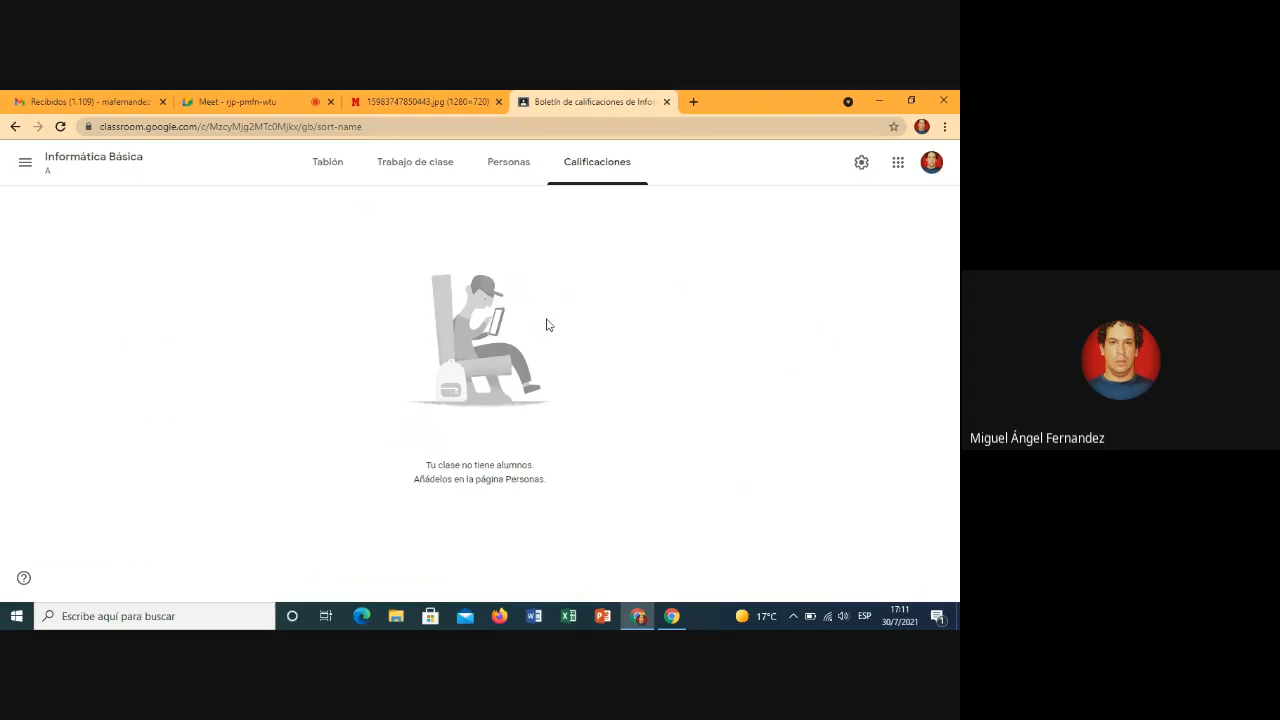 Recibidos (1.109) - mafernandez
Meet - rjp-pmfn-wtu
15983747850443.jpg (1280×720)
Boletín de calificaciones de Infor
classroom.google.com/c/MzcyMjg2MTc0Mjkx/gb/sort-name
Informática Básica
A
Tablón
Trabajo de clase
Personas
Calificaciones
Tu clase no tiene alumnos.
Añádelos en la página Personas.
Miguel Ángel Fernandez
Escribe aquí para buscar
17°C
ESP
17:11
30/7/2021
1